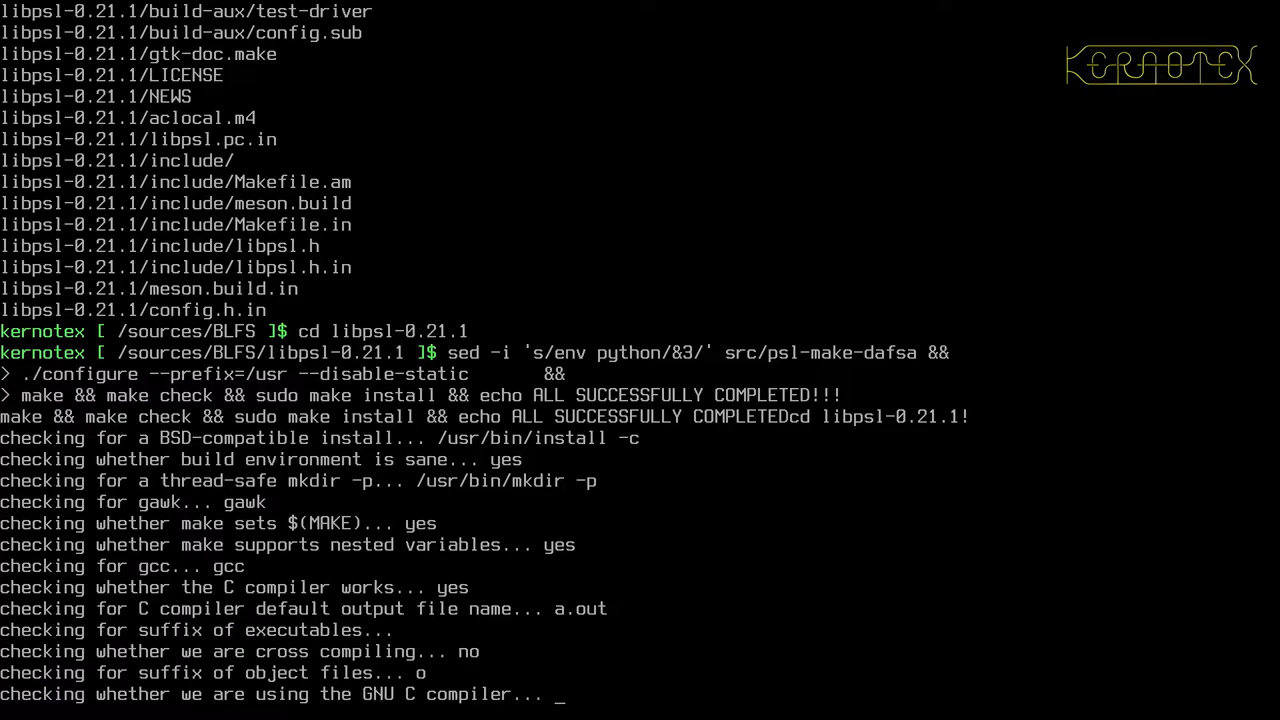 libpsl-0.21.1/build-aux/test-driver
libpsl-0.21.1/build-aux/config.sub
libpsl-0.21.1/gtk-doc.make
libpsl-0.21.1/LICENSE
libpsl-0.21.1/NEWS
libpsl-0.21.1/aclocal.m4
libpsl-0.21.1/libpsl.pc.in
libpsl-0.21.1/include/
libpsl-0.21.1/include/Makefile.am
libpsl-0.21.1/include/meson.build
libpsl-0.21.1/include/Makefile.in
libpsl-0.21.1/include/libpsl.h
libpsl-0.21.1/include/libpsl.h.in
libpsl-0.21.1/meson.build.in
libpsl-0.21.1/config.h.in
kernotex [ /sources/BLFS ]$ cd libpsl-0.21.1
kernotex [ /sources/BLFS/libpsl-0.21.1 ]$ sed -i 's/env python/&3/' src/psl-make-dafsa &&
> ./configure --prefix=/usr --disable-static       &&
> make && make check && sudo make install && echo ALL SUCCESSFULLY COMPLETED!!!
make && make check && sudo make install && echo ALL SUCCESSFULLY COMPLETEDcd libpsl-0.21.1!
checking for a BSD-compatible install... /usr/bin/install -c
checking whether build environment is sane... yes
checking for a thread-safe mkdir -p... /usr/bin/mkdir -p
checking for gawk... gawk
checking whether make sets $(MAKE)... yes
checking whether make supports nested variables... yes
checking for gcc... gcc
checking whether the C compiler works... yes
checking for C compiler default output file name... a.out
checking for suffix of executables...
checking whether we are cross compiling... no
checking for suffix of object files... o
checking whether we are using the GNU C compiler... _
KERNOTEX